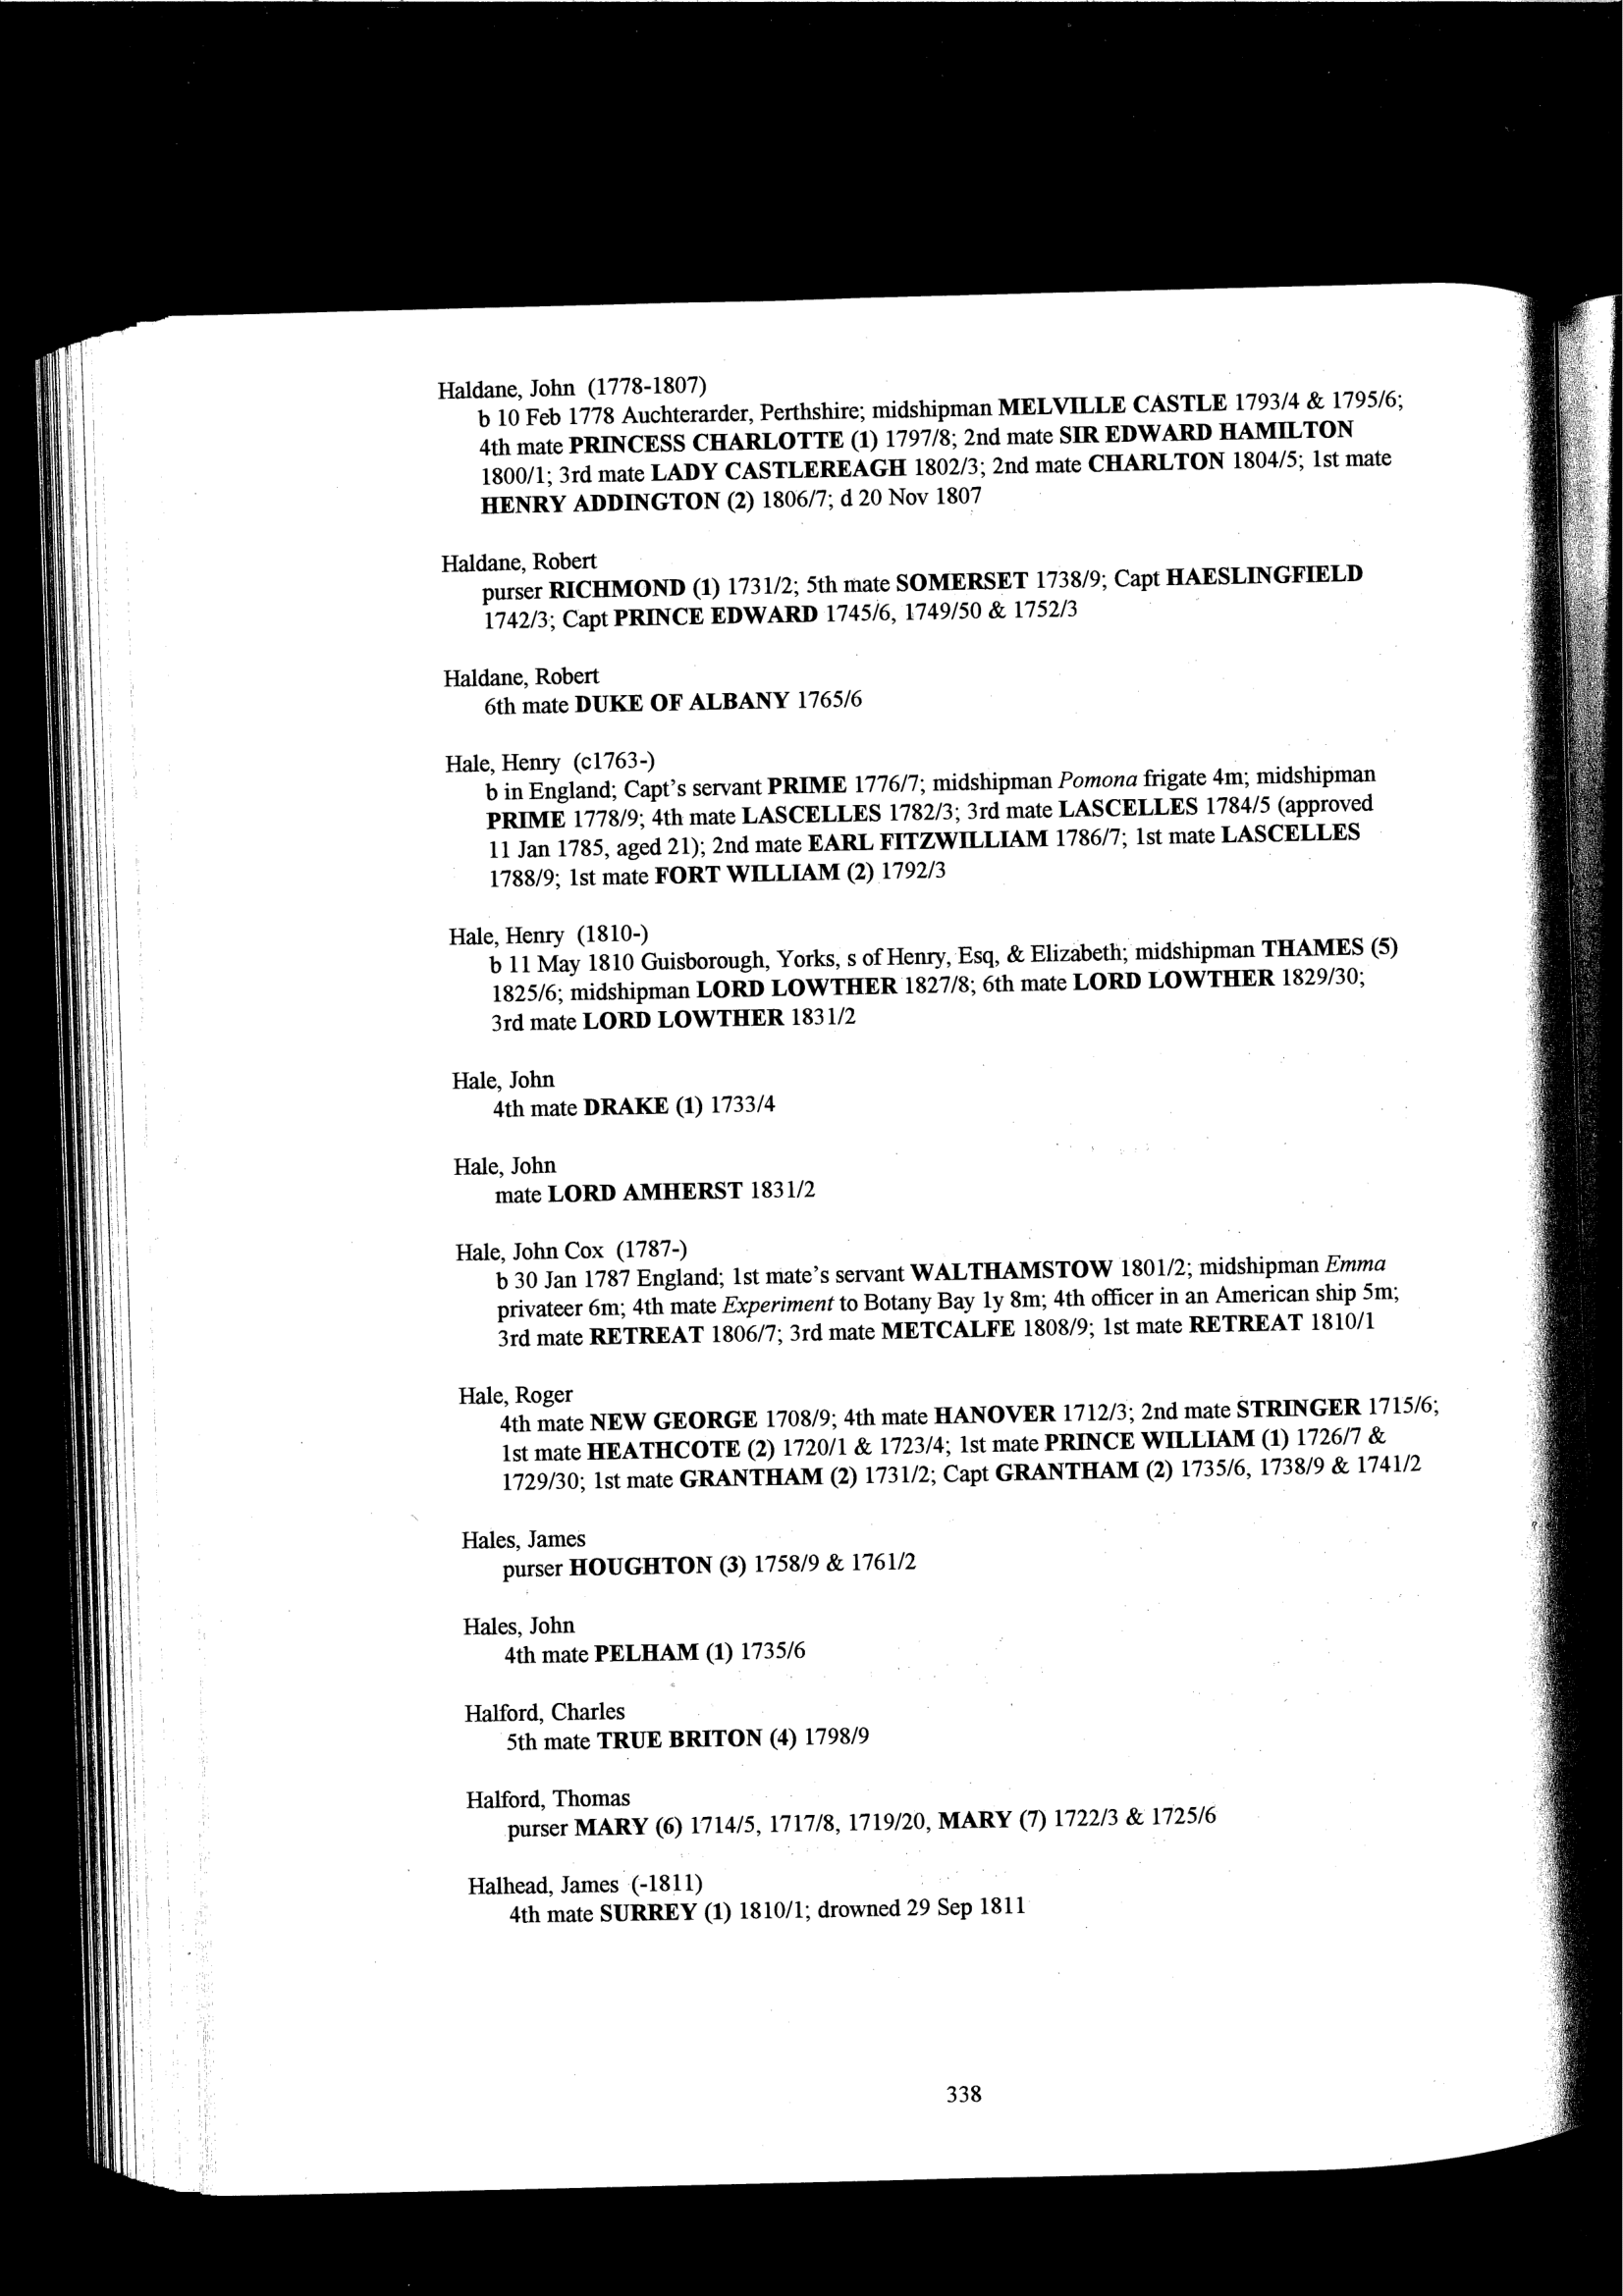 Haldane, John (1778-1807)
b 10 Feb 1778 Auchterarder, Perthshire; midshipman MELVILLE CASTLE 1793/4 & 1795/6;
4th mate PRINCESS CHARLOTTE (1) 1797/8; 2nd mate SIR EDWARD HAMILTON
1800/1; 3rd mate LADY CASTLEREAGH 1802/3; 2nd mate CHARLTON 1804/5; 1st mate
HENRY ADDINGTON (2) 1806/7; d 20 Nov 1807
Haldane, Robert
purser RICHMOND (1) 1731/2; 5th mate SOMERSET 1738/9; Capt HAESLINGFIELD
1742/3; Capt PRINCE EDWARD 1745/6, 1749/50 & 1752/3
Haldane, Robert
6th mate DUKE OF ALBANY 1765/6
Hale, Henry (c1763-)
b in England; Capt's servant PRIME 1776/7; midshipman Pomona frigate 4m; midshipman
PRIME 1778/9; 4th mate LASCELLES 1782/3; 3rd mate LASCELLES 1784/5 (approved
11 Jan 1785, aged 21); 2nd mate EARL FITZWILLIAM 1786/7; 1st mate LASCELLES
1788/9; 1st mate FORT WILLIAM (2) 1792/3
Hale, Henry (1810-)
b 11 May 1810 Guisborough, Yorks, s of Henry, Esq, & Elizabeth; midshipman THAMES (5)
1825/6; midshipman LORD LOWTHER 1827/8; 6th mate LORD LOWTHER 1829/30;
3rd mate LORD LOWTHER 1831/2
Hale, John
4th mate DRAKE (1) 1733/4
Hale, John
mate LORD AMHERST 1831/2
Hale, John Cox (1787-)
b 30 Jan 1787 England; 1st mate's servant WALTHAMSTOW 1801/2; midshipman Emma
privateer 6m; 4th mate Experiment to Botany Bay 1y 8m; 4th officer in an American ship 5m;
3rd mate RETREAT 1806/7; 3rd mate METCALFE 1808/9; 1st mate RETREAT 1810/1
Hale, Roger
4th mate NEW GEORGE 1708/9; 4th mate HANOVER 1712/3; 2nd mate STRINGER 1715/6;
1st mate HEATHCOTE (2) 1720/1 & 1723/4; 1st mate PRINCE WILLIAM (1) 1726/7 &
1729/30; 1st mate GRANTHAM (2) 1731/2; Capt GRANTHAM (2) 1735/6, 1738/9 & 1741/2
Hales, James
purser HOUGHTON (3) 1758/9 & 1761/2
Hales, John
4th mate PELHAM (1) 1735/6
Halford, Charles
5th mate TRUE BRITON (4) 1798/9
Halford, Thomas
purser MARY (6) 1714/5, 1717/8, 1719/20, MARY (7) 1722/3 & 1725/6
Halhead, James (-1811)
4th mate SURREY (1) 1810/1; drowned 29 Sep 1811
338